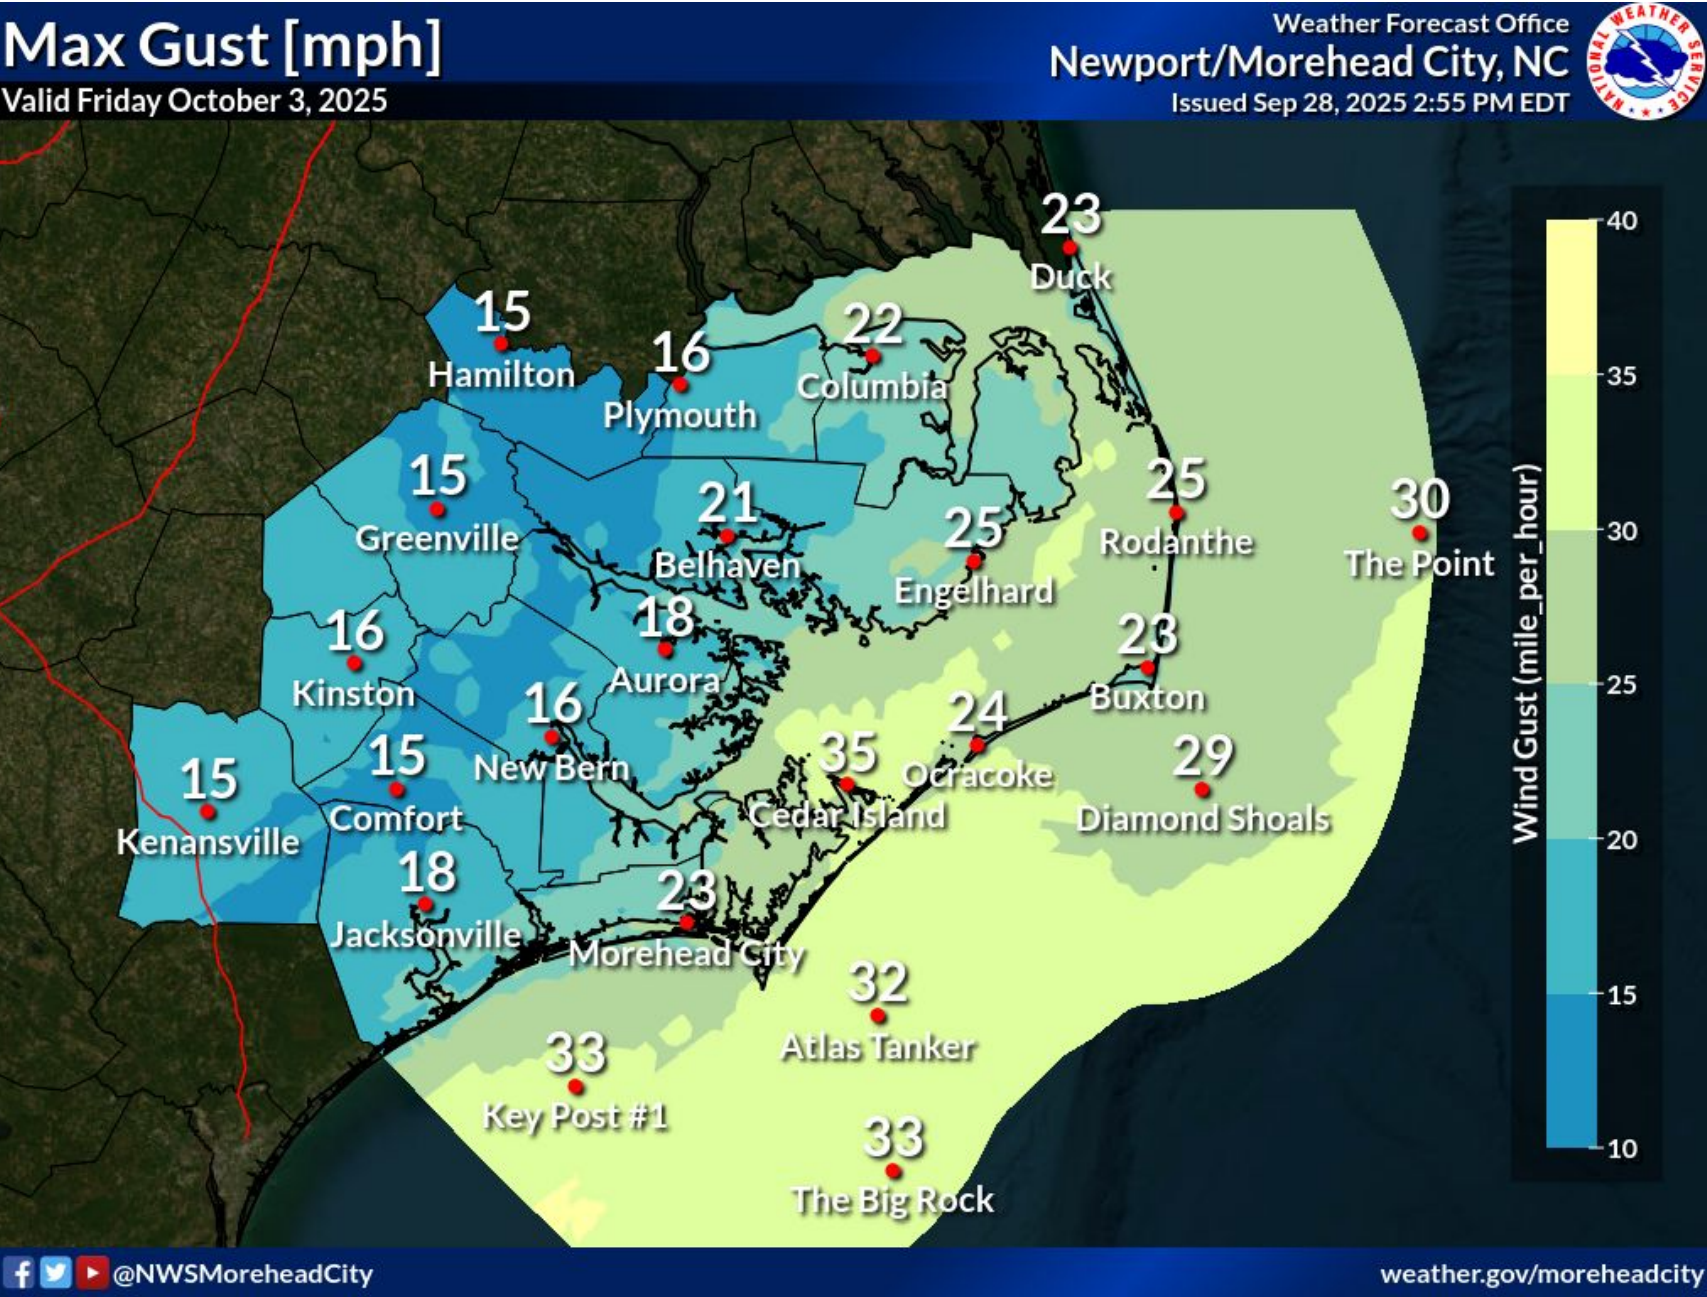 Max Gust [mph]
Valid Friday October 3, 2025
Weather Forecast Office
Newport/Morehead City, NC
Issued Sep 28, 2025 2:55 PM EDT
NATIONAL WEATHER SERVICE
23
Duck
15
Hamilton
16
Plymouth
22
Columbia
15
Greenville
21
Belhaven
25
Engelhard
25
Rodanthe
30
The Point
16
Kinston
18
Aurora
23
Buxton
16
New Bern
24
Ocracoke
15
Kenansville
15
Comfort
35
Cedar Island
29
Diamond Shoals
18
Jacksonville
23
Morehead City
32
Atlas Tanker
33
Key Post #1
33
The Big Rock
Wind Gust (mile_per_hour)
40
35
30
25
20
15
10
@NWSMoreheadCity
weather.gov/moreheadcity